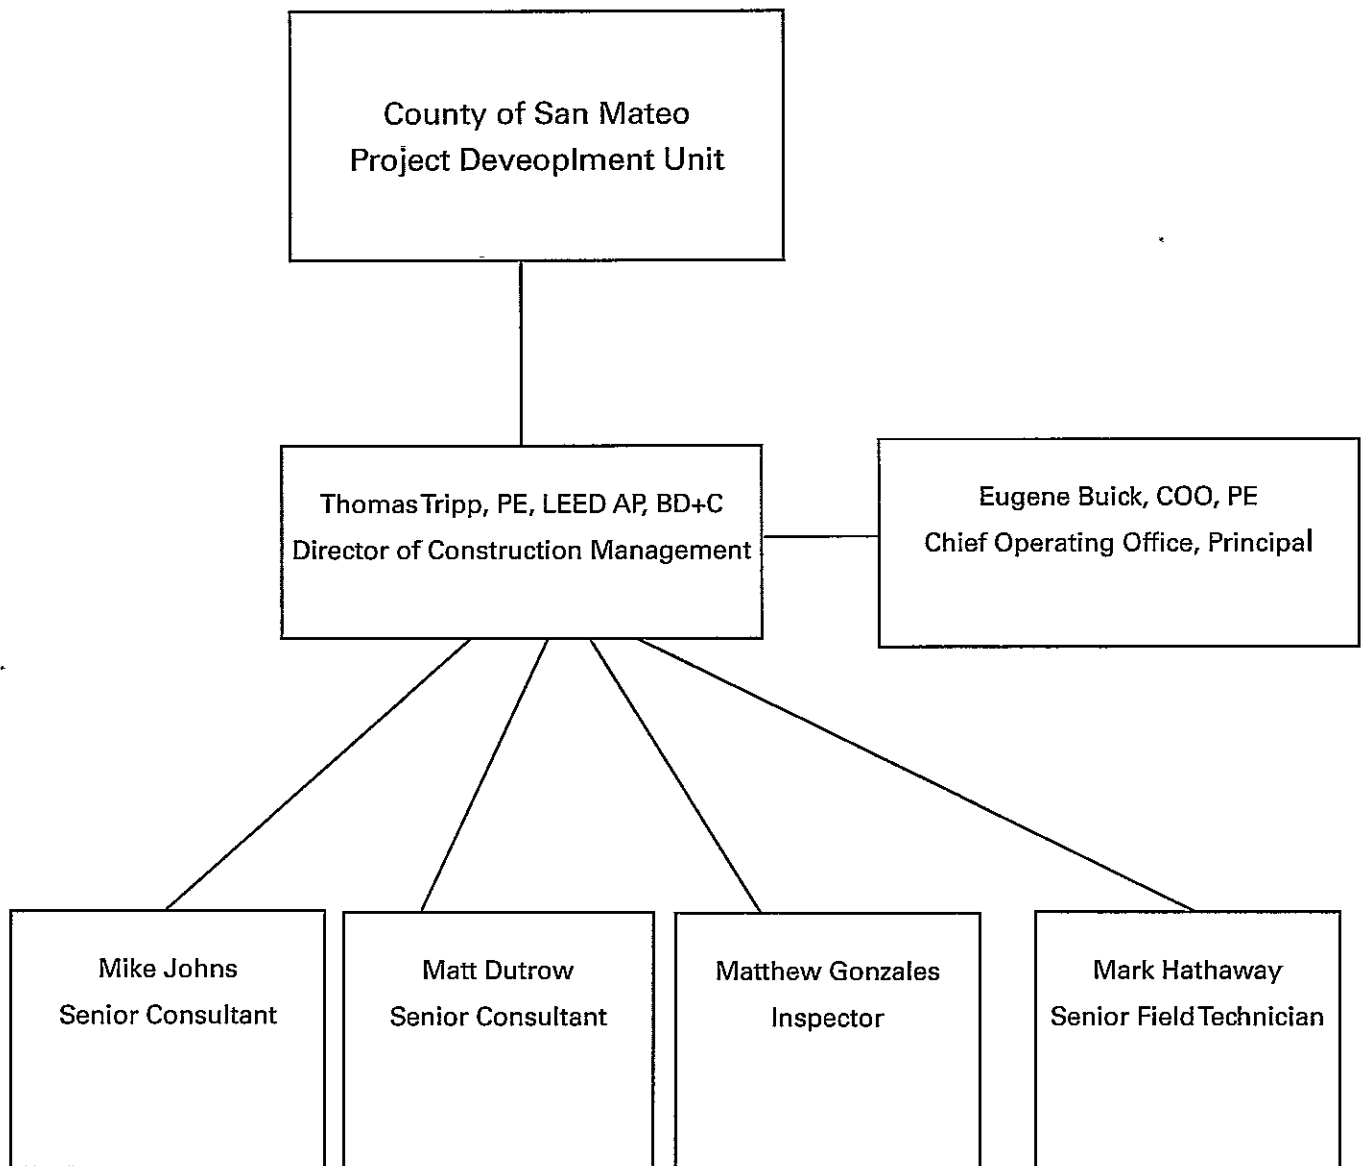 County of San Mateo
Project Deveoplment Unit
Thomas Tripp, PE, LEED AP, BD+C
Director of Construction Management
Eugene Buick, COO, PE
Chief Operating Office, Principal
Mike Johns
Senior Consultant
Matt Dutrow
Senior Consultant
Matthew Gonzales
Inspector
Mark Hathaway
Senior Field Technician